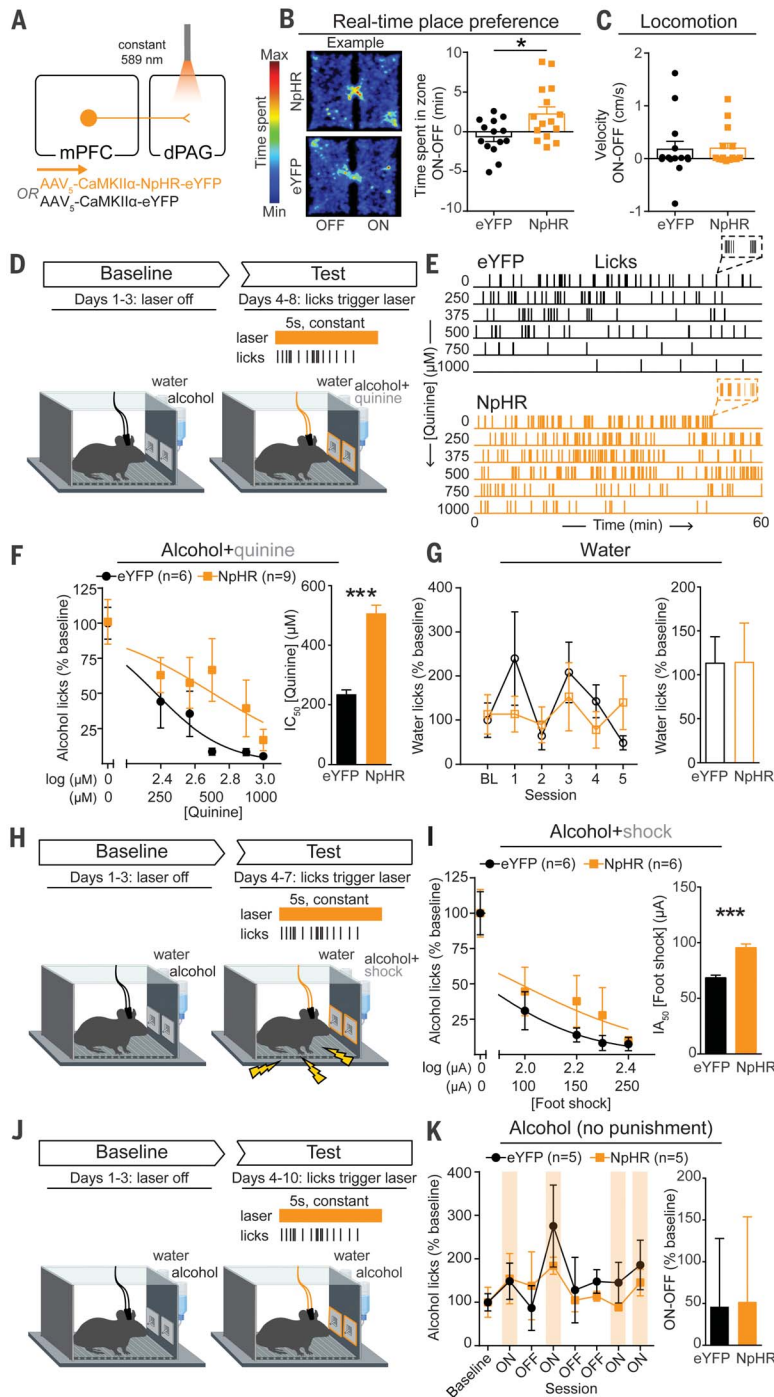 A
constant
589 nm
mPFC
dPAG
OR
AAV5-CaMKIIα-NpHR-eYFP
AAV5-CaMKIIα-eYFP
B
Real-time place preference
Example
Max
Time spent
Min
NpHR
eYFP
OFF ON
Time spent in zone
ON-OFF (min)
10
5
0
-5
-10
*
eYFP NpHR
C
Locomotion
Velocity
ON-OFF (cm/s)
2
1
0
-1
eYFP NpHR
D
Baseline
Days 1-3: laser off
water
alcohol
Test
Days 4-8: licks trigger laser
5s, constant
laser
licks
water
alcohol+
quinine
E
eYFP Licks
0
250
375
500
750
1000
[Quinine] (µM)
NpHR
0
250
375
500
750
1000
0 Time (min) 60
F
Alcohol+quinine
eYFP (n=6) NpHR (n=9)
Alcohol licks (% baseline)
125
100
75
50
25
log (µM) 0 2.4 2.6 2.8 3.0
(µM) 0 250 500 1000
[Quinine]
IC50 [Quinine] (µM)
600
400
200
0
***
eYFP NpHR
G
Water
Water licks (% baseline)
400
300
200
100
0
BL 1 2 3 4 5
Session
Water licks (% baseline)
200
150
100
50
0
eYFP NpHR
H
Baseline
Days 1-3: laser off
water
alcohol
Test
Days 4-7: licks trigger laser
5s, constant
laser
licks
water
alcohol+
shock
I
Alcohol+shock
eYFP (n=6) NpHR (n=6)
Alcohol licks (% baseline)
125
100
75
50
25
log (µA) 0 2.0 2.2 2.4
(µA) 0 100 150 250
[Foot shock]
IA50 [Foot shock] (µA)
150
100
50
0
***
eYFP NpHR
J
Baseline
Days 1-3: laser off
water
alcohol
Test
Days 4-10: licks trigger laser
5s, constant
laser
licks
water
alcohol
K
Alcohol (no punishment)
eYFP (n=5) NpHR (n=5)
Alcohol licks (% baseline)
400
300
200
100
0
Baseline ON OFF ON OFF OFF ON ON
Session
ON-OFF (% baseline)
200
150
100
50
0
eYFP NpHR